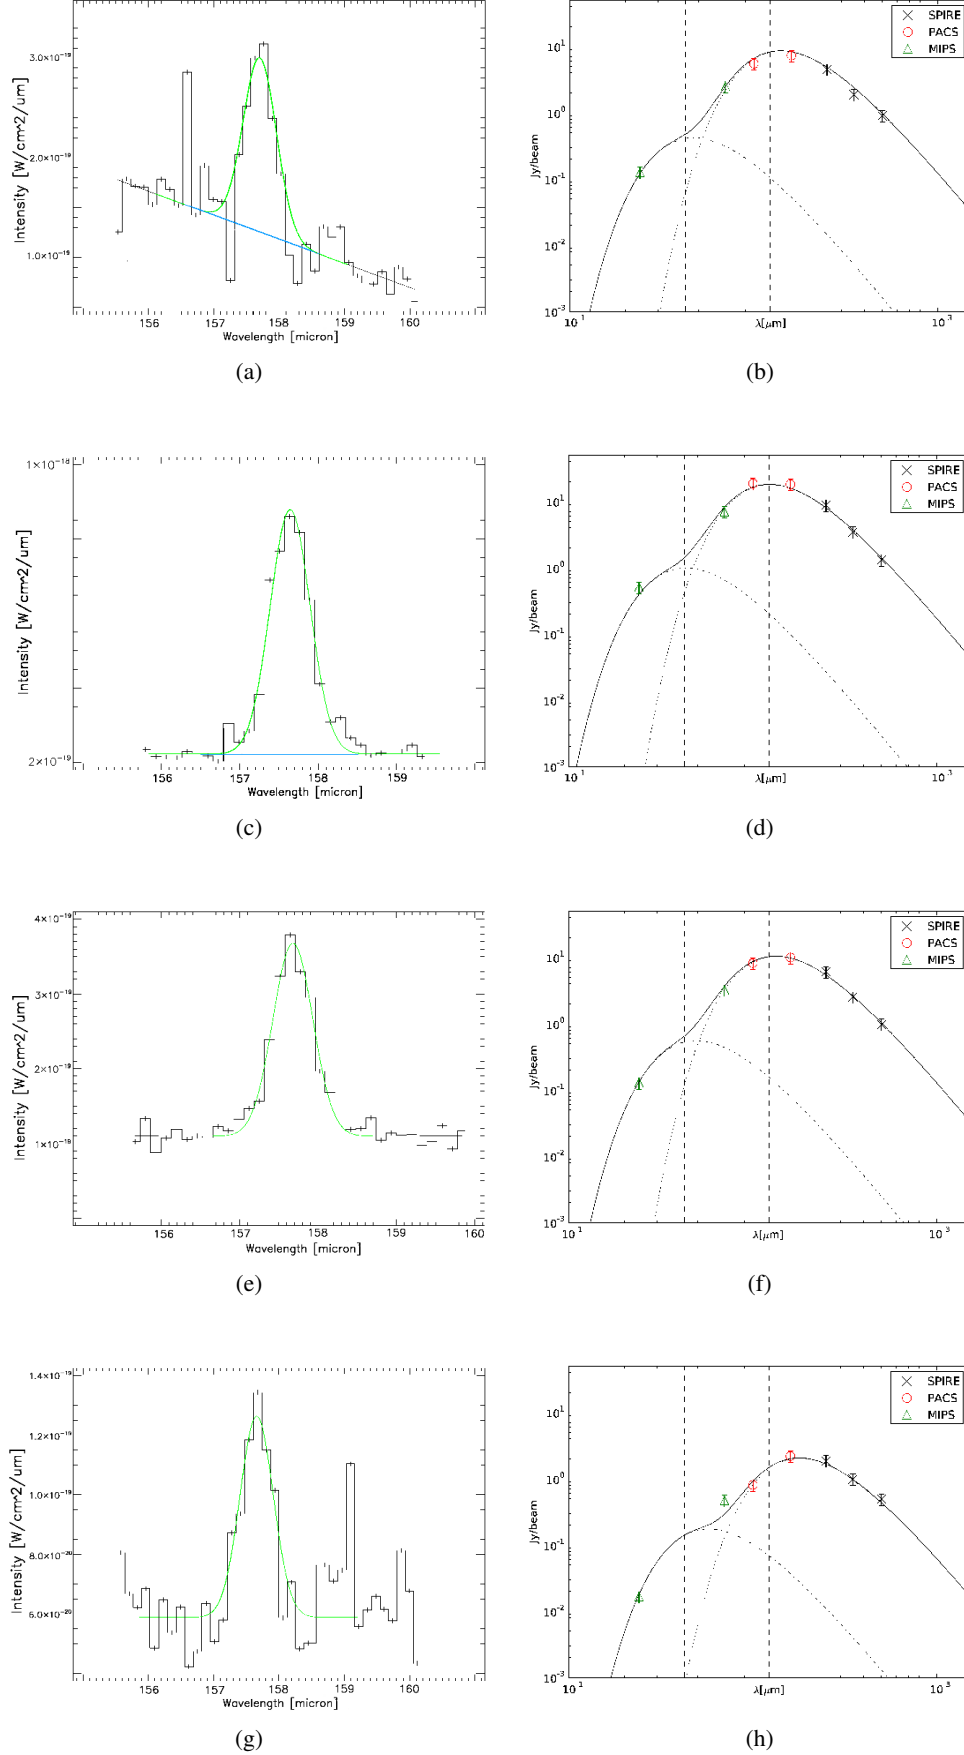 3.0×10⁻¹⁹
2.0×10⁻¹⁹
1.0×10⁻¹⁹
Intensity [W/cm^2/um]
156 157 158 159 160
Wavelength [micron]
(a)
SPIRE
PACS
MIPS
10¹
10⁰
10⁻¹
10⁻²
10⁻³
Jy/beam
10¹ 10³
λ[μm]
(b)
1×10⁻¹⁸
2×10⁻¹⁹
Intensity [W/cm^2/um]
156 157 158 159
Wavelength [micron]
(c)
SPIRE
PACS
MIPS
10¹
10⁰
10⁻¹
10⁻²
10⁻³
Jy/beam
10¹ 10³
λ[μm]
(d)
4×10⁻¹⁹
3×10⁻¹⁹
2×10⁻¹⁹
1×10⁻¹⁹
Intensity [W/cm^2/um]
156 157 158 159 160
Wavelength [micron]
(e)
SPIRE
PACS
MIPS
10¹
10⁰
10⁻¹
10⁻²
10⁻³
Jy/beam
10¹ 10³
λ[μm]
(f)
1.4×10⁻¹⁹
1.2×10⁻¹⁹
1.0×10⁻¹⁹
8.0×10⁻²⁰
6.0×10⁻²⁰
Intensity [W/cm^2/um]
156 157 158 159 160
Wavelength [micron]
(g)
SPIRE
PACS
MIPS
10¹
10⁰
10⁻¹
10⁻²
10⁻³
Jy/beam
10¹ 10³
λ[μm]
(h)